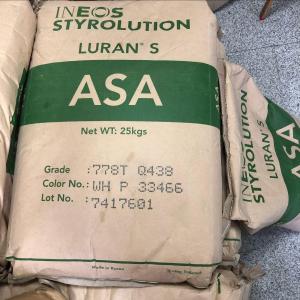 INEOS
STYROLUTION
LURAN® S
ASA
Net WT: 25kgs
Grade : 778T Q438
Color No.: WH P 33466
Lot No. : 7417601
Made in Korea
INEOS
STYROLUTION
LURAN® S
ASA